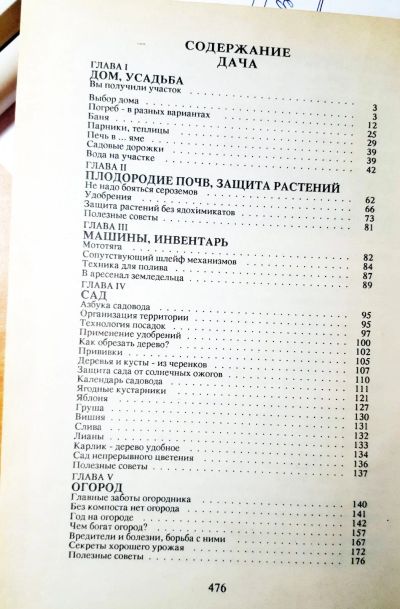 СОДЕРЖАНИЕ
ДАЧА
ГЛАВА I
ДОМ, УСАДЬБА
Вы получили участок . . . 3
Выбор дома . . . 3
Погреб - в разных вариантах . . . 12
Баня . . . 25
Парники, теплицы . . . 29
Печь в ... яме . . . 39
Садовые дорожки . . . 39
Вода на участке . . . 42
ГЛАВА II
ПЛОДОРОДИЕ ПОЧВ, ЗАЩИТА РАСТЕНИЙ
Не надо бояться сероземов . . . 62
Удобрения . . . 66
Защита растений без ядохимикатов . . . 73
Полезные советы . . . 81
ГЛАВА III
МАШИНЫ, ИНВЕНТАРЬ
Мототяга . . . 82
Сопутствующий шлейф механизмов . . . 84
Техника для полива . . . 87
В арсенал земледельца . . . 89
ГЛАВА IV
САД
Азбука садовода . . . 95
Организация территории . . . 95
Технология посадок . . . 97
Применение удобрений . . . 100
Как обрезать дерево? . . . 102
Прививки . . . 105
Деревья и кусты - из черенков . . . 107
Защита сада от солнечных ожогов . . . 110
Календарь садовода . . . 111
Ягодные кустарники . . . 121
Яблоня . . . 127
Груша . . . 130
Вишня . . . 131
Слива . . . 132
Лианы . . . 133
Карлик - дерево удобное . . . 134
Сад непрерывного цветения . . . 136
Полезные советы . . . 137
ГЛАВА V
ОГОРОД
Главные заботы огородника . . . 140
Без компоста нет огорода . . . 141
Год на огороде . . . 142
Чем богат огород? . . . 157
Вредители и болезни, борьба с ними . . . 167
Секреты хорошего урожая . . . 172
Полезные советы . . . 176
476